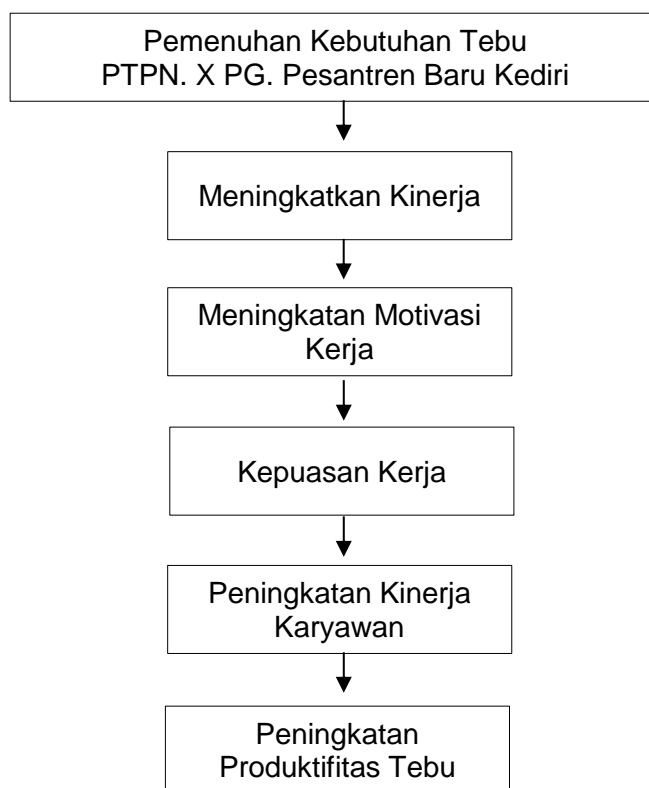 Pemenuhan Kebutuhan Tebu
PTPN. X PG. Pesantren Baru Kediri
Meningkatkan Kinerja
Meningkatan Motivasi
Kerja
Kepuasan Kerja
Peningkatan Kinerja
Karyawan
Peningkatan
Produktifitas Tebu